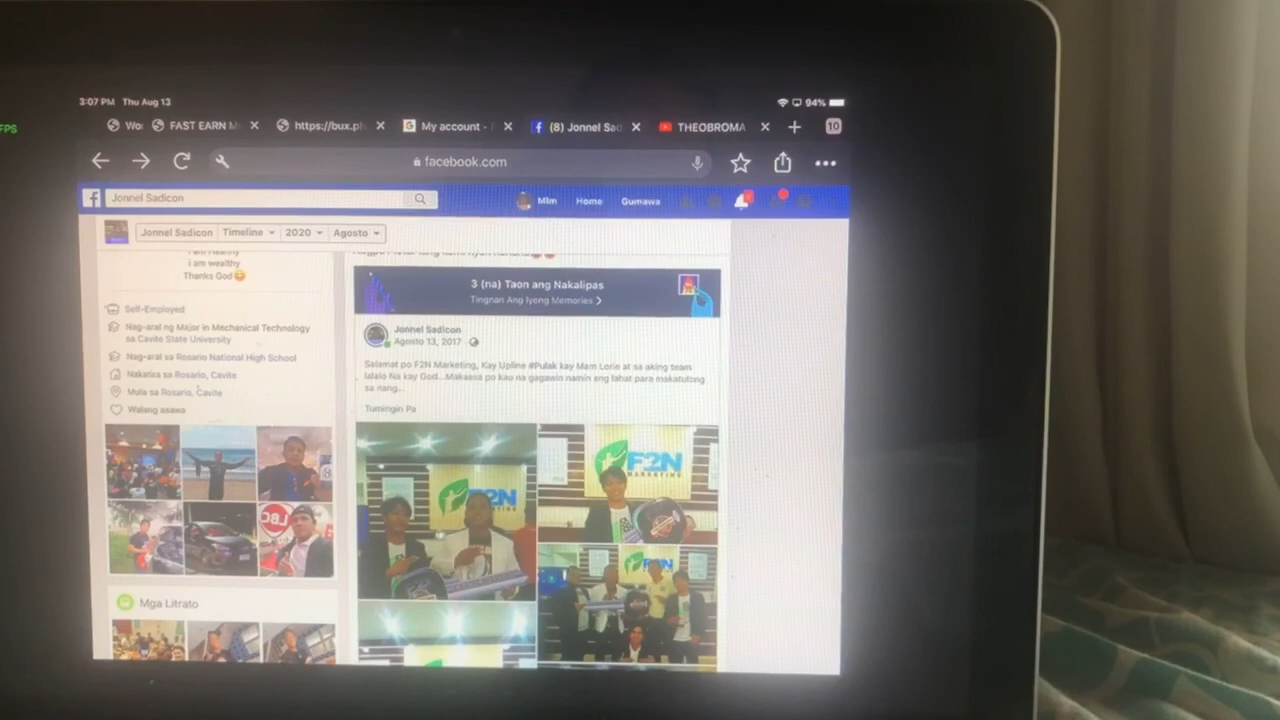 FPS
3:07 PM Thu Aug 13
94%
Wo
FAST EARN M
https://bux.ph
My account -
(8) Jonnel Sad
THEOBROMA
10
facebook.com
Jonnel Sadicon
Mlm
Home
Gumawa
Jonnel Sadicon
Timeline
2020
Agosto
i am wealthy
Thanks God
Self-Employed
Nag-aral ng Major in Mechanical Technology
sa Cavite State University
Nag-aral sa Rosario National High School
Nakatira sa Rosario, Cavite
Mula sa Rosario, Cavite
Walang asawa
LBC
Mga Litrato
3 (na) Taon ang Nakalipas
Tingnan Ang Iyong Memories
Jonnel Sadicon
Agosto 13, 2017
Salamat po F2N Marketing, Kay Upline #Pulak kay Mam Lorie at sa aking team
lalalo Na kay God...Makaasa po kau na gagawin namin ang lahat para makatulong
sa nang...
Tumingin Pa
F2N
F2N
MARKETING
F2N